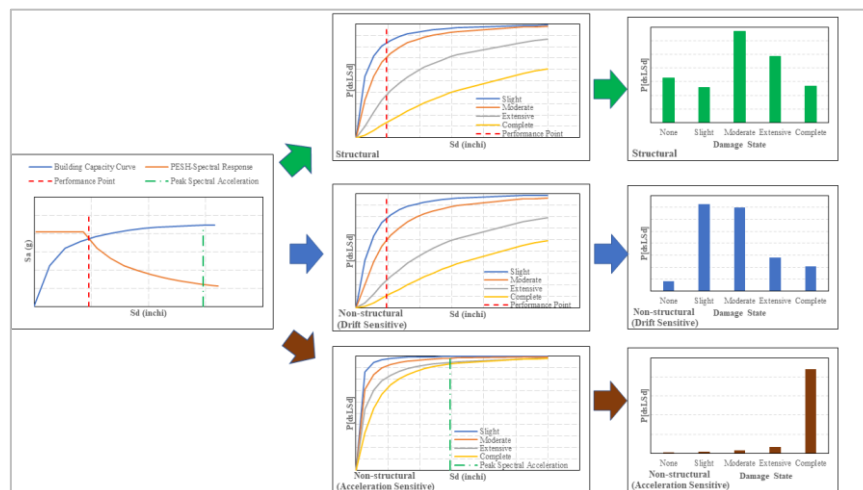 Building Capacity Curve
PESH-Spectral Response
Performance Point
Peak Spectral Acceleration
Sa (g)
Sd (inchi)
P[ds|Sd]
Slight
Moderate
Extensive
Complete
Performance Point
Sd (inchi)
Structural
P[ds|Sd]
None Slight Moderate Extensive Complete
Damage State
Structural
P[ds|Sd]
Slight
Moderate
Extensive
Complete
Performance Point
Sd (inchi)
Non-structural
(Drift Sensitive)
P[ds|Sd]
None Slight Moderate Extensive Complete
Damage State
Non-structural
(Drift Sensitive)
P[ds|Sd]
Slight
Moderate
Extensive
Complete
Peak Spectral Acceleration
Sd (inchi)
Non-structural
(Acceleration Sensitive)
P[ds|Sd]
None Slight Moderate Extensive Complete
Damage State
Non-structural
(Acceleration Sensitive)